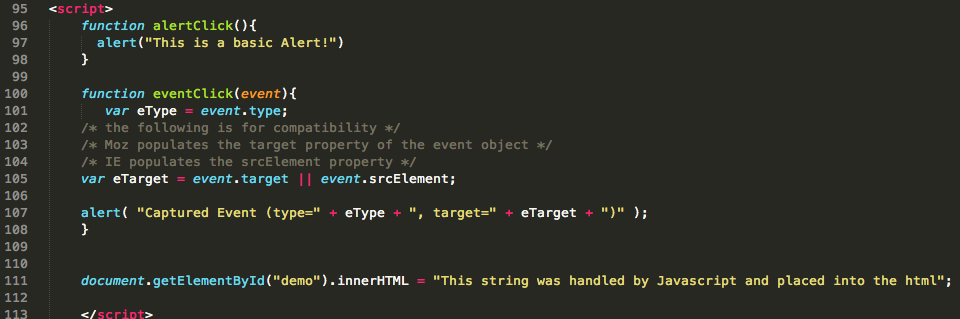 95 <script>
96 function alertClick(){
97 alert("This is a basic Alert!")
98 }
99
100 function eventClick(event){
101 var eType = event.type;
102 /* the following is for compatibility */
103 /* Moz populates the target property of the event object */
104 /* IE populates the srcElement property */
105 var eTarget = event.target || event.srcElement;
106
107 alert( "Captured Event (type=" + eType + ", target=" + eTarget + ")" );
108 }
109
110
111 document.getElementById("demo").innerHTML = "This string was handled by Javascript and placed into the html";
112
113 </script>